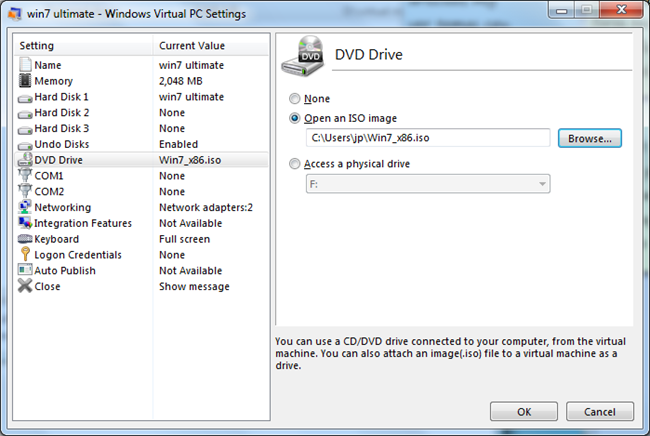 win7 ultimate - Windows Virtual PC Settings
Setting Current Value
Name win7 ultimate
Memory 2,048 MB
Hard Disk 1 win7 ultimate
Hard Disk 2 None
Hard Disk 3 None
Undo Disks Enabled
DVD Drive Win7_x86.iso
COM1 None
COM2 None
Networking Network adapters:2
Integration Features Not Available
Keyboard Full screen
Logon Credentials None
Auto Publish Not Available
Close Show message
DVD
DVD Drive
None
Open an ISO image
C:\Users\jp\Win7_x86.iso Browse...
Access a physical drive
F:
You can use a CD/DVD drive connected to your computer, from the virtual
machine. You can also attach an image(.iso) file to a virtual machine as a
drive.
OK Cancel